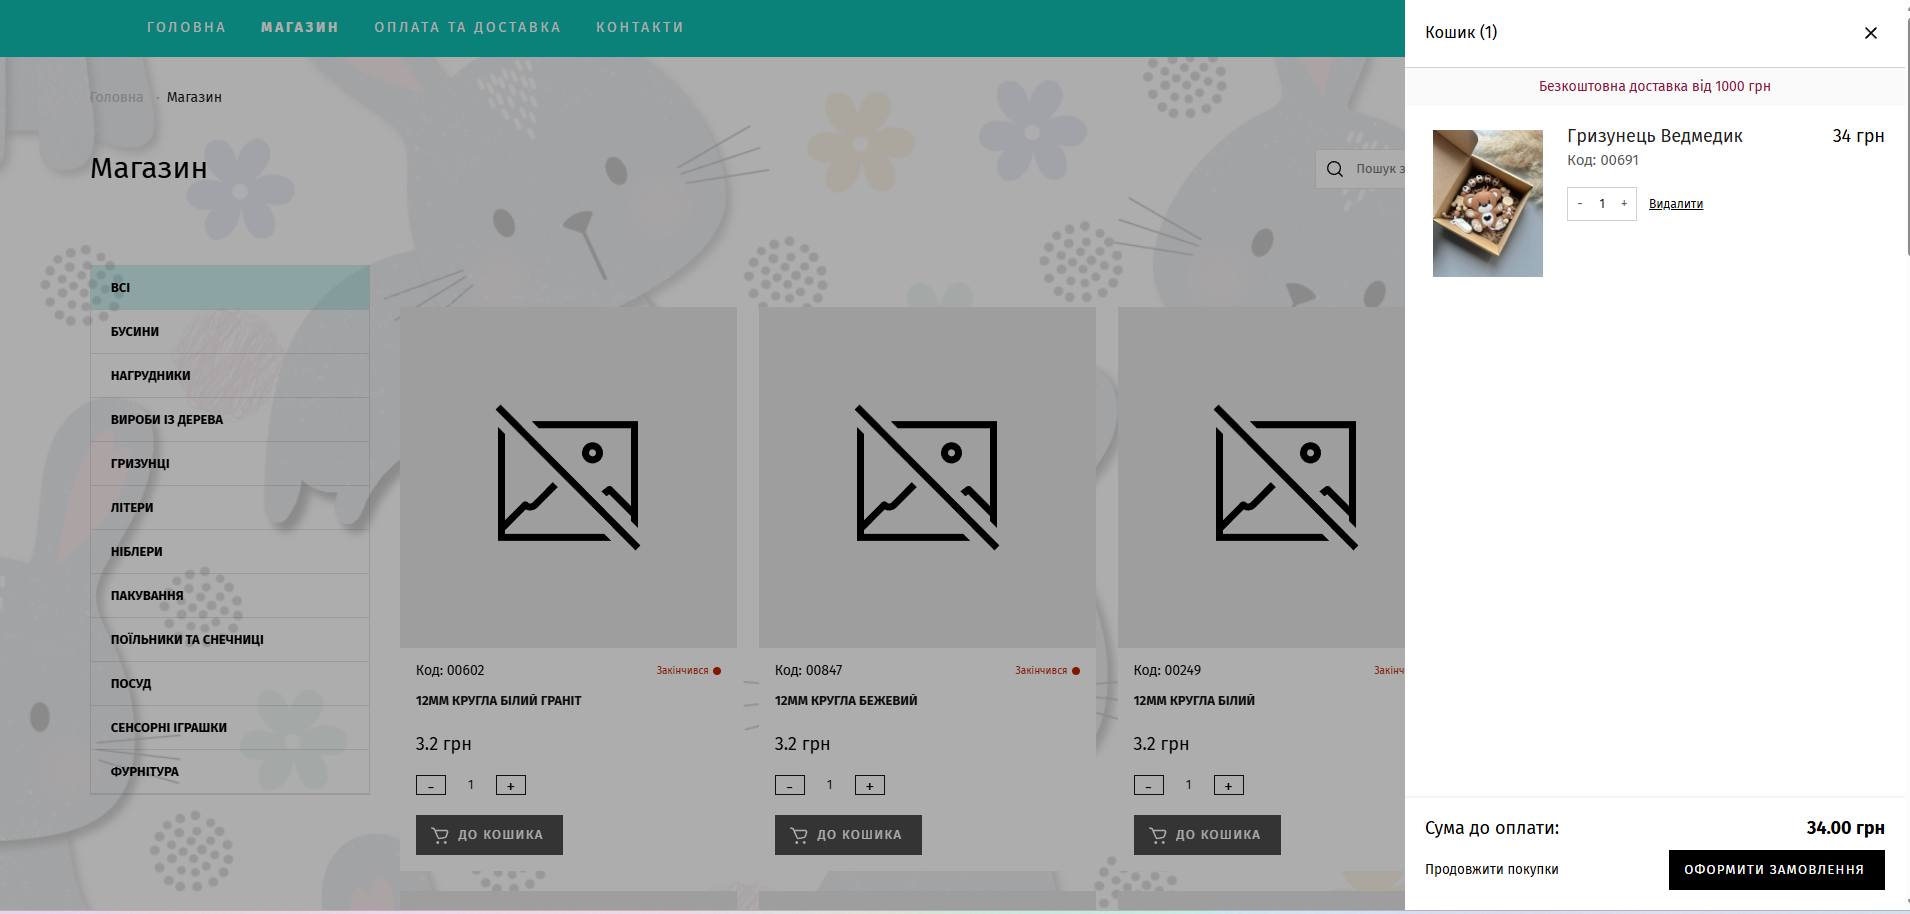 ГОЛОВНА МАГАЗИН ОПЛАТА ТА ДОСТАВКА КОНТАКТИ
Головна · Магазин
Магазин
Пошук з
ВСІ
БУСИНИ
НАГРУДНИКИ
ВИРОБИ ІЗ ДЕРЕВА
ГРИЗУНЦІ
ЛІТЕРИ
НІБЛЕРИ
ПАКУВАННЯ
ПОЇЛЬНИКИ ТА СНЕЧНИЦІ
ПОСУД
СЕНСОРНІ ІГРАШКИ
ФУРНІТУРА
Код: 00602 Закінчився
12ММ КРУГЛА БІЛИЙ ГРАНІТ
3.2 грн
- 1 +
ДО КОШИКА
Код: 00847 Закінчився
12ММ КРУГЛА БЕЖЕВИЙ
3.2 грн
- 1 +
ДО КОШИКА
Код: 00249 Закінч
12ММ КРУГЛА БІЛИЙ
3.2 грн
- 1 +
ДО КОШИКА
Кошик (1)
Безкоштовна доставка від 1000 грн
Гризунець Ведмедик 34 грн
Код: 00691
- 1 + Видалити
Сума до оплати: 34.00 грн
Продовжити покупки ОФОРМИТИ ЗАМОВЛЕННЯ